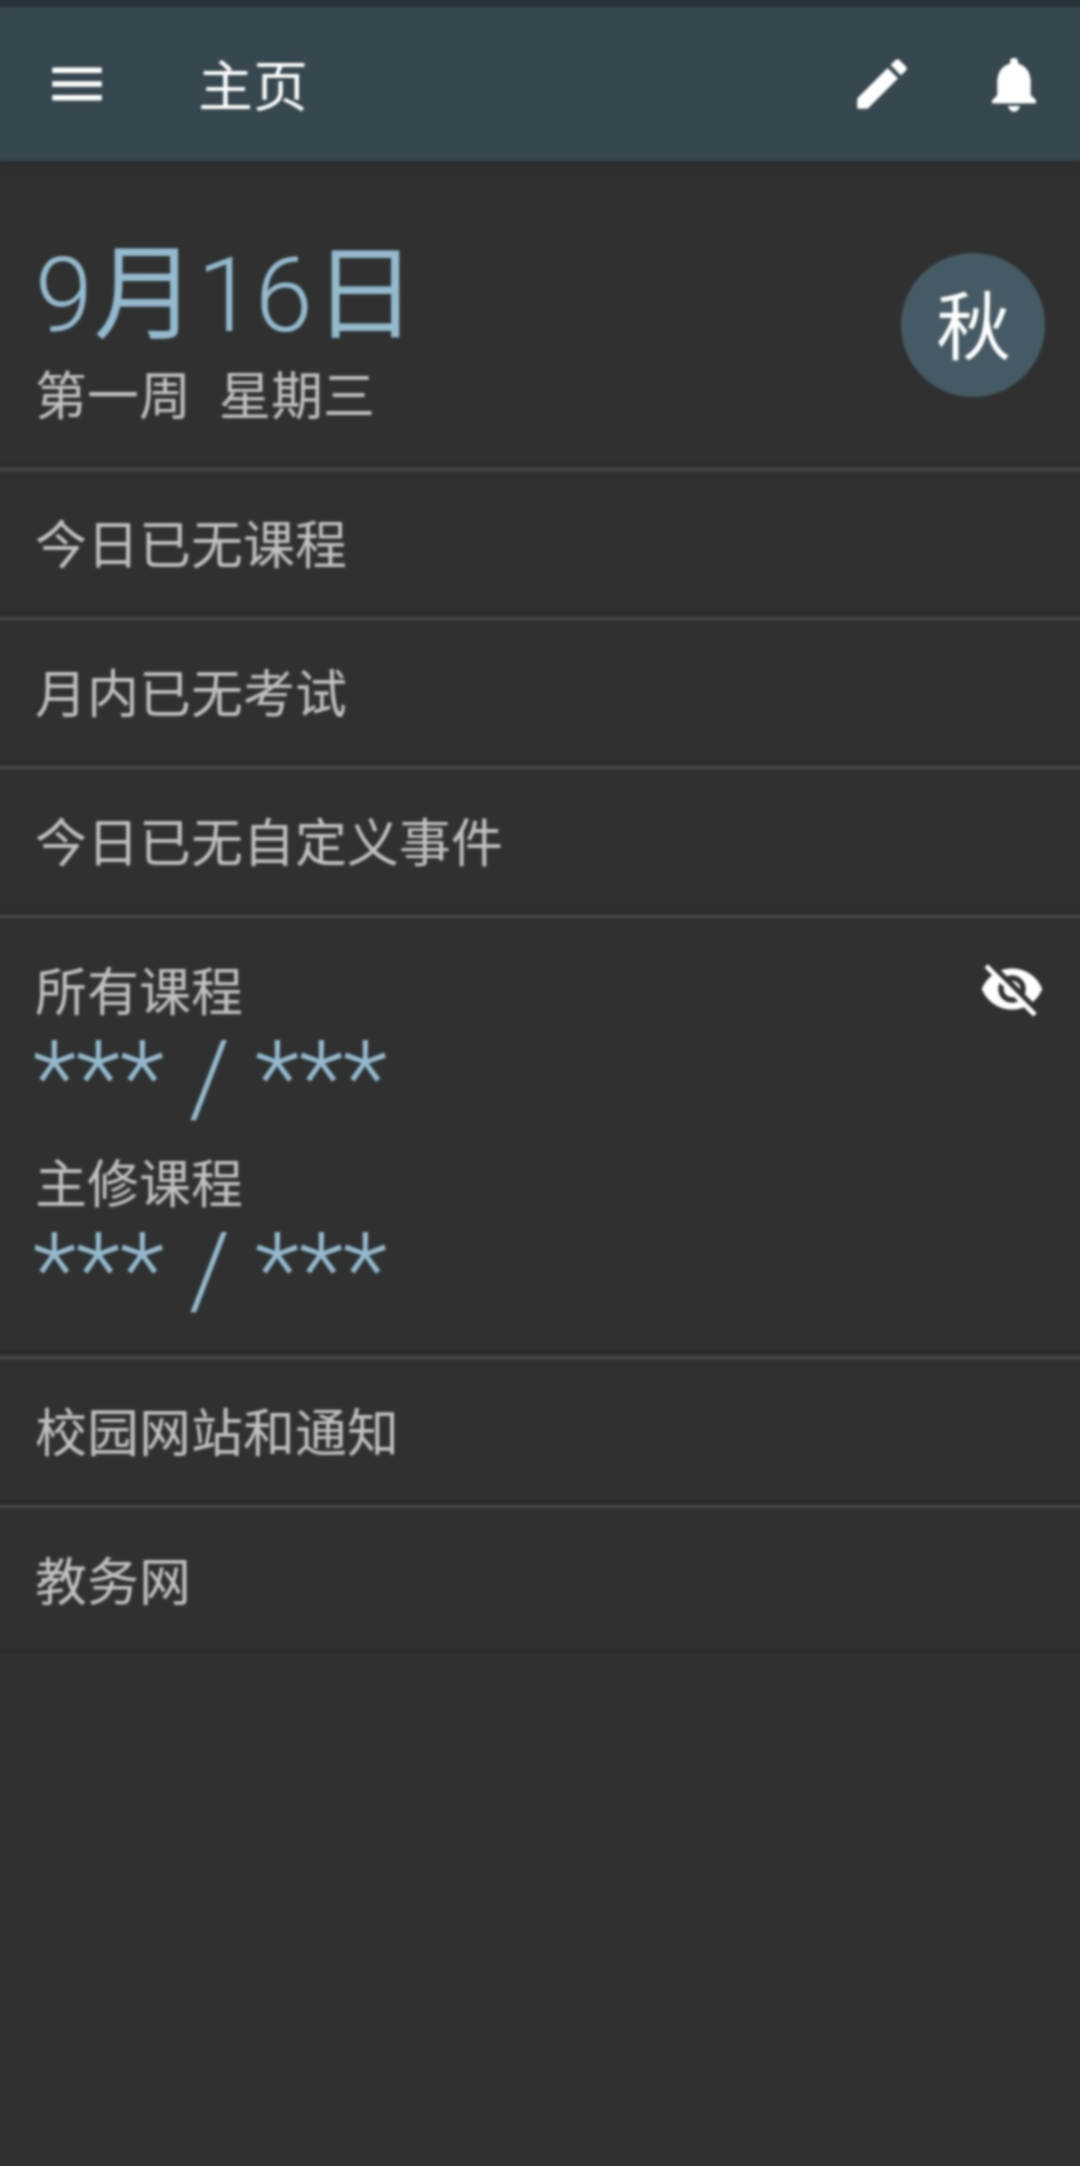 主页
9月16日
秋
第一周 星期三
今日已无课程
月内已无考试
今日已无自定义事件
所有课程
*** / ***
主修课程
*** / ***
校园网站和通知
教务网